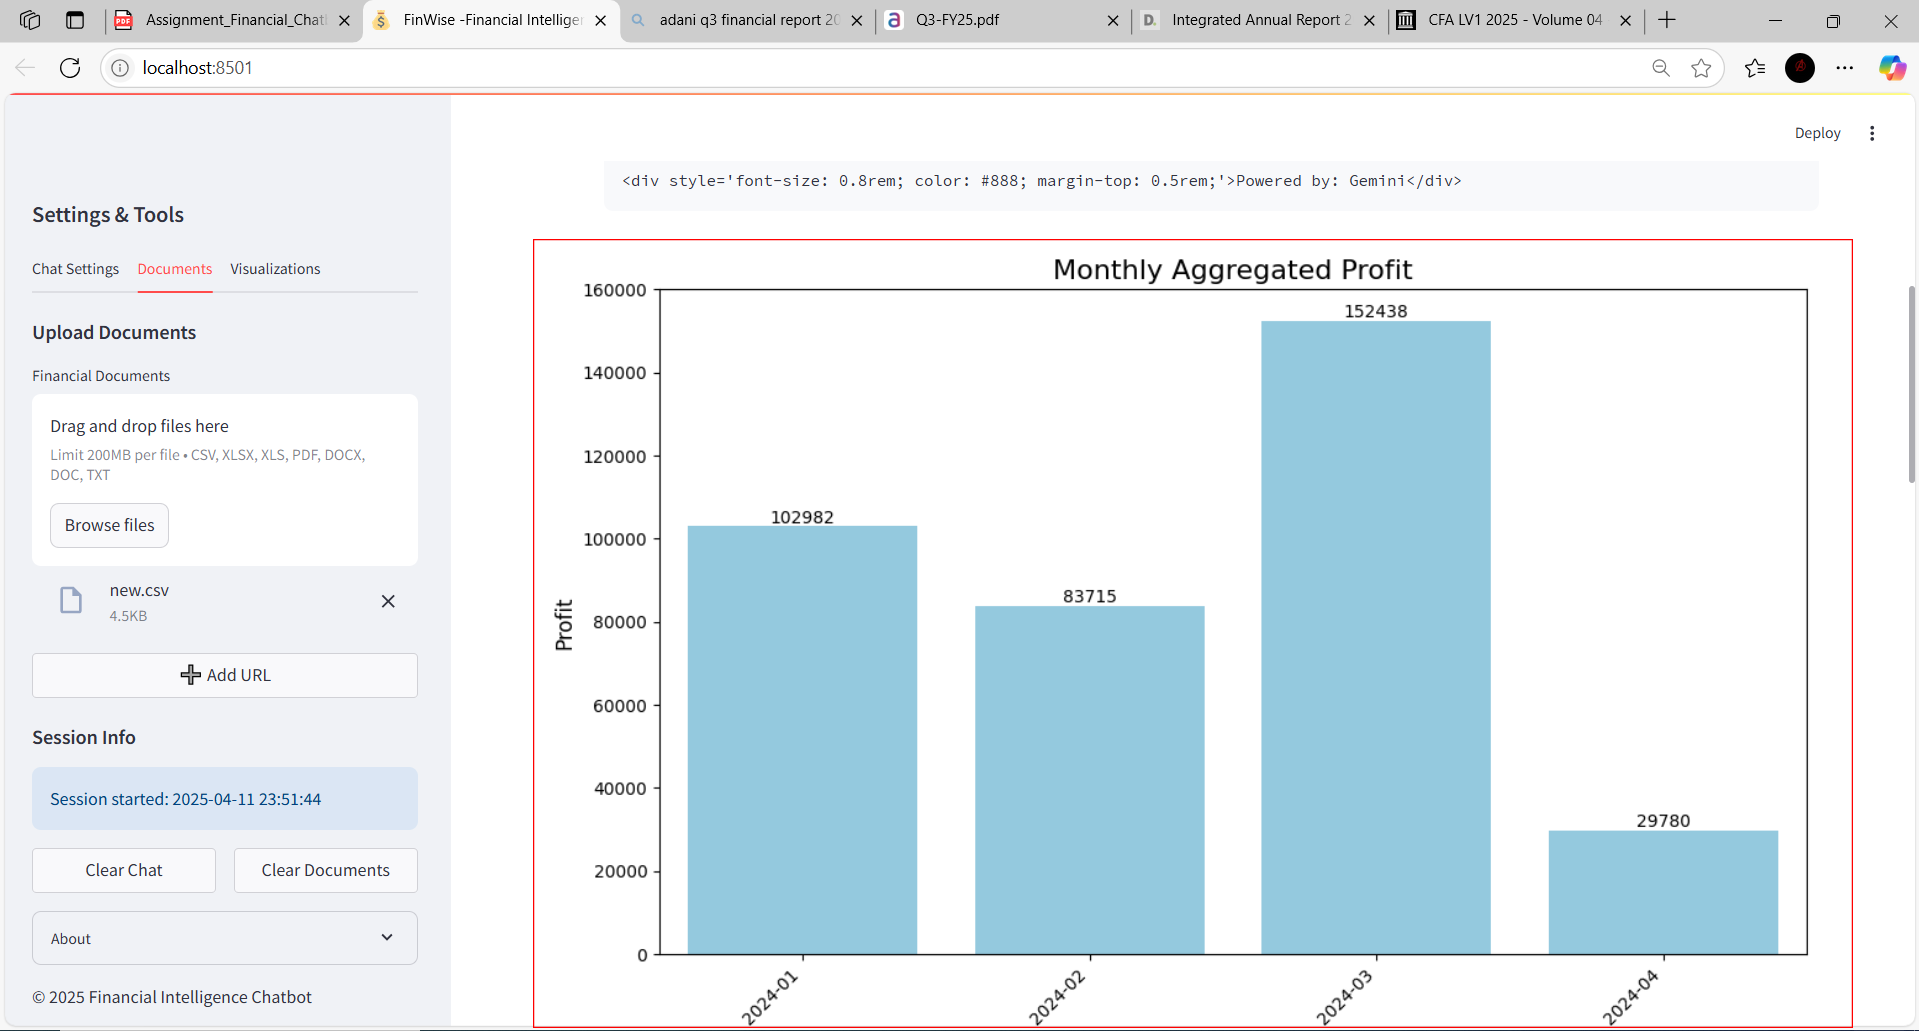 Assignment_Financial_Chat
FinWise -Financial Intellige
adani q3 financial report 20
Q3-FY25.pdf
Integrated Annual Report 2
CFA LV1 2025 - Volume 04
localhost:8501
Deploy
Settings & Tools
Chat Settings
Documents
Visualizations
Upload Documents
Financial Documents
Drag and drop files here
Limit 200MB per file • CSV, XLSX, XLS, PDF, DOCX,
DOC, TXT
Browse files
new.csv
4.5KB
Add URL
Session Info
Session started: 2025-04-11 23:51:44
Clear Chat
Clear Documents
About
© 2025 Financial Intelligence Chatbot
<div style='font-size: 0.8rem; color: #888; margin-top: 0.5rem;'>Powered by: Gemini</div>
Monthly Aggregated Profit
160000
140000
120000
100000
80000
60000
40000
20000
0
Profit
102982
83715
152438
29780
2024-01
2024-02
2024-03
2024-04